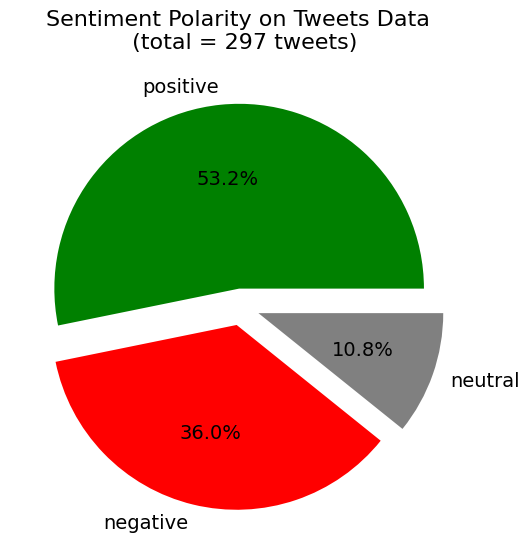 Sentiment Polarity on Tweets Data
(total = 297 tweets)
positive
53.2%
10.8%
neutral
36.0%
negative